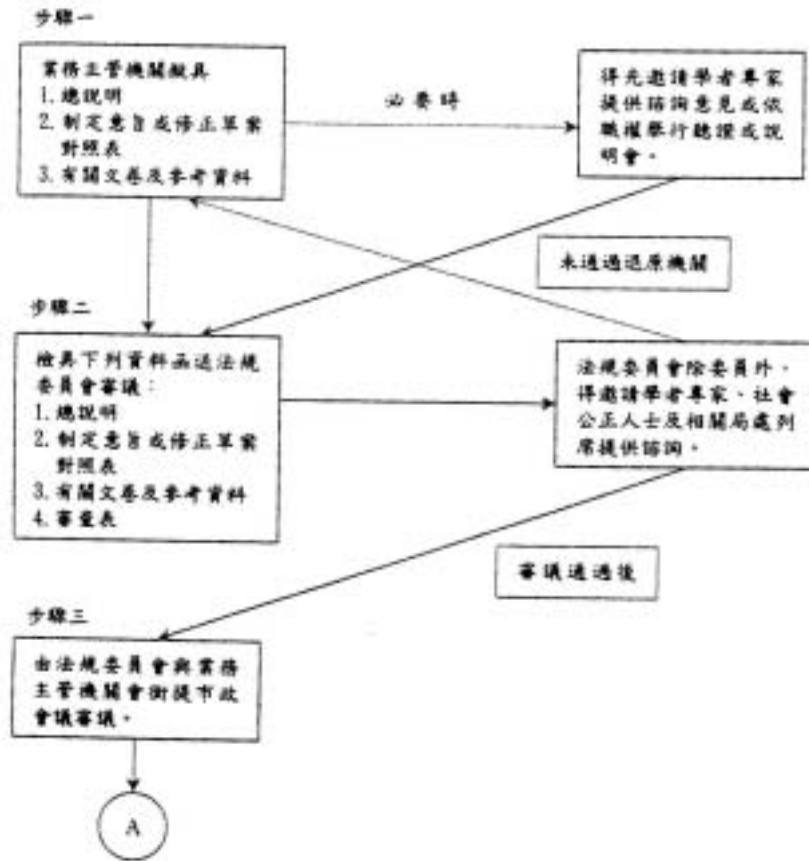 步驟一
業務主管機關擬具
1.總說明
2.制定意旨或修正草案
對照表
3.有關文卷及參考資料
必要時
得先邀請學者專家
提供諮詢意見或依
職權舉行聽證或說
明會。
未通過退原機關
步驟二
檢具下列資料函送法規
委員會審議：
1.總說明
2.制定意旨或修正草案
對照表
3.有關文卷及參考資料
4.審查表
法規委員會除委員外，
得邀請學者專家、社會
公正人士及相關局處列
席提供諮詢。
審議通過後
步驟三
由法規委員會與業務
主管機關會銜提市政
會議審議。
A